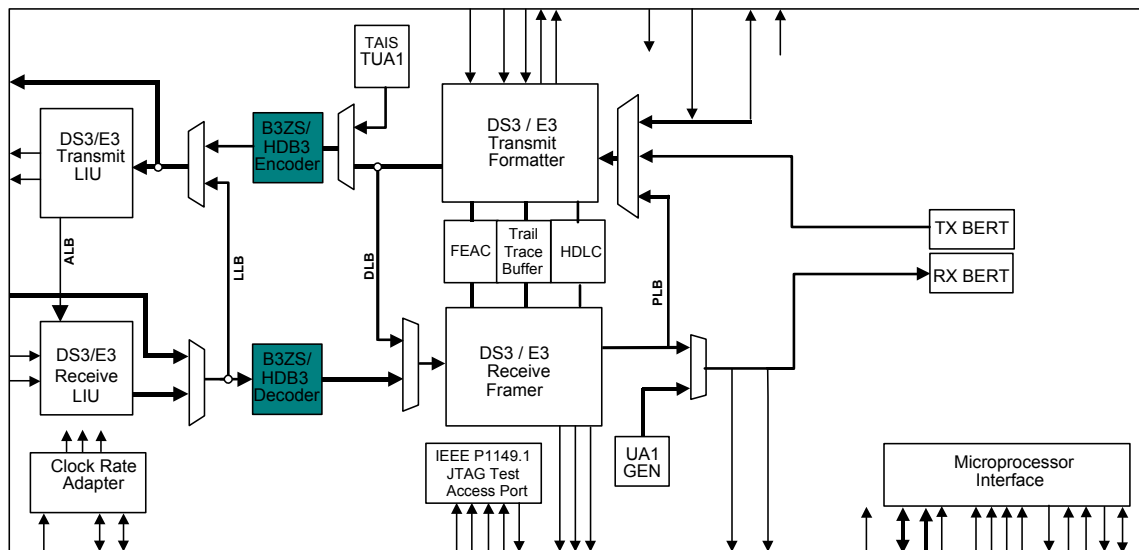 TAIS
TUA1
DS3/E3
Transmit
LIU
B3ZS/
HDB3
Encoder
DS3 / E3
Transmit
Formatter
FEAC
Trail
Trace
Buffer
HDLC
TX BERT
RX BERT
ALB
LLB
DLB
PLB
DS3/E3
Receive
LIU
B3ZS/
HDB3
Decoder
DS3 / E3
Receive
Framer
UA1
GEN
Clock Rate
Adapter
IEEE P1149.1
JTAG Test
Access Port
Microprocessor
Interface